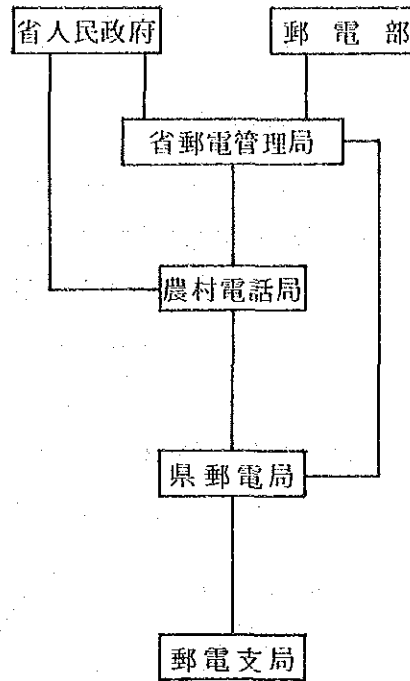 省人民政府
郵電部
省郵電管理局
農村電話局
県郵電局
郵電支局